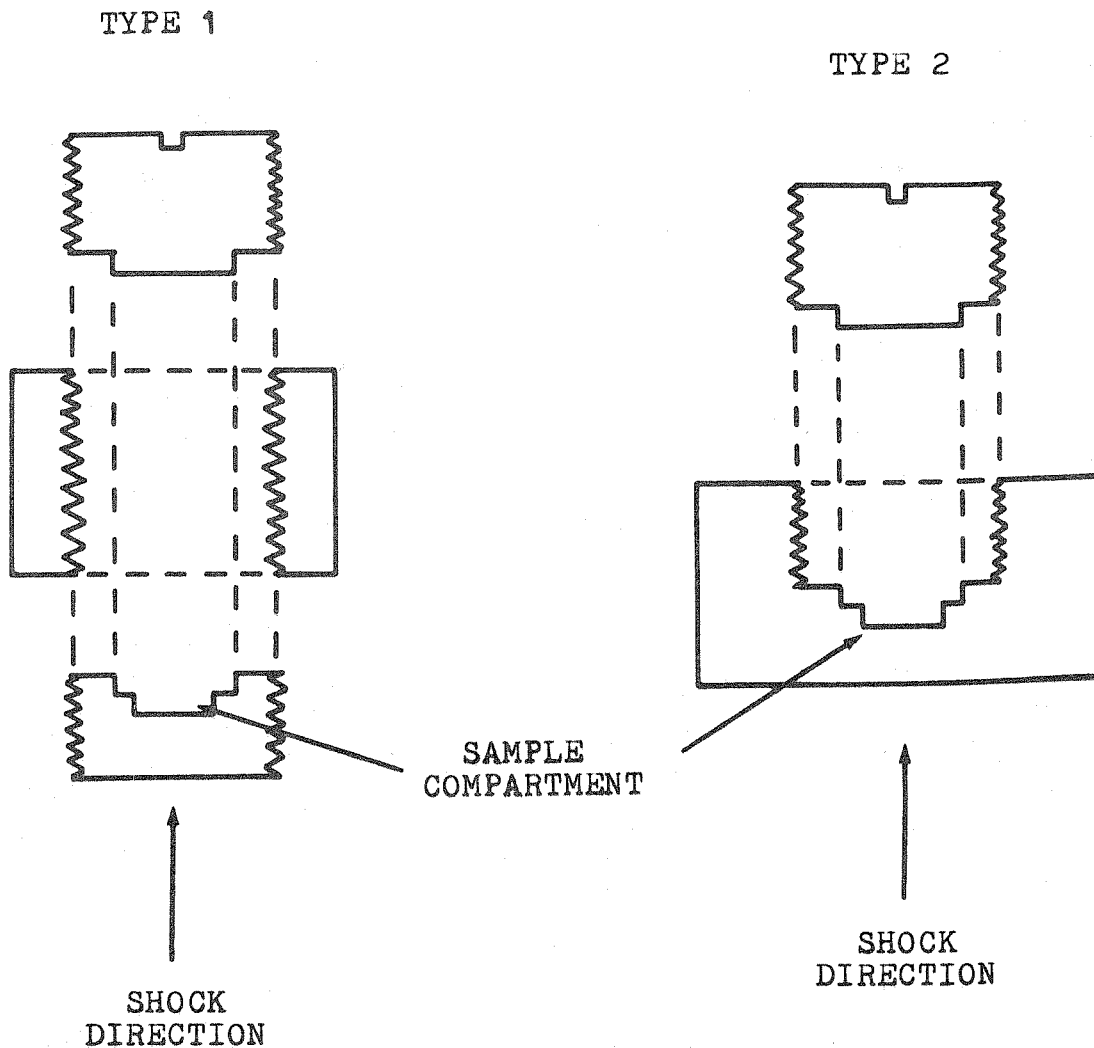 TYPE 1
TYPE 2
SAMPLE
COMPARTMENT
SHOCK
DIRECTION
SHOCK
DIRECTION